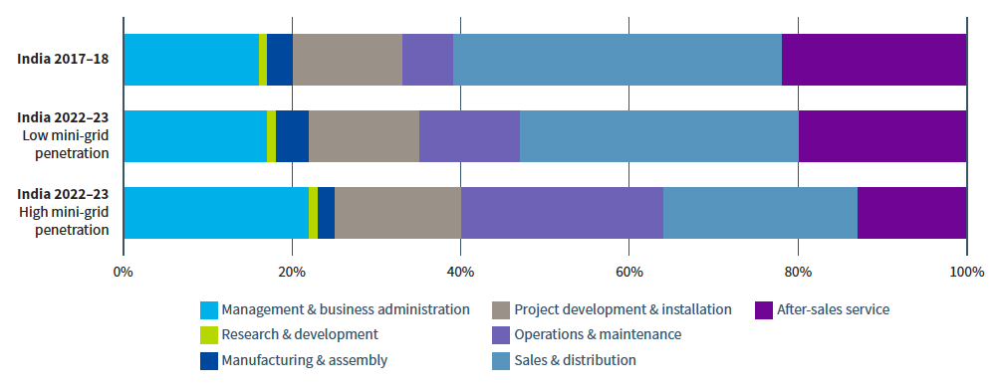 India 2017–18
India 2022–23
Low mini-grid
penetration
India 2022–23
High mini-grid
penetration
0%
20%
40%
60%
80%
100%
Management & business administration
Research & development
Manufacturing & assembly
Project development & installation
Operations & maintenance
Sales & distribution
After-sales service